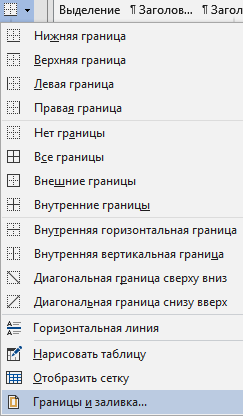 Выделение ¶ Заголов... ¶ Заголов
Нижняя граница
Верхняя граница
Левая граница
Правая граница
Нет границы
Все границы
Внешние границы
Внутренние границы
Внутренняя горизонтальная граница
Внутренняя вертикальная граница
Диагональная граница сверху вниз
Диагональная граница снизу вверх
Горизонтальная линия
Нарисовать таблицу
Отобразить сетку
Границы и заливка...